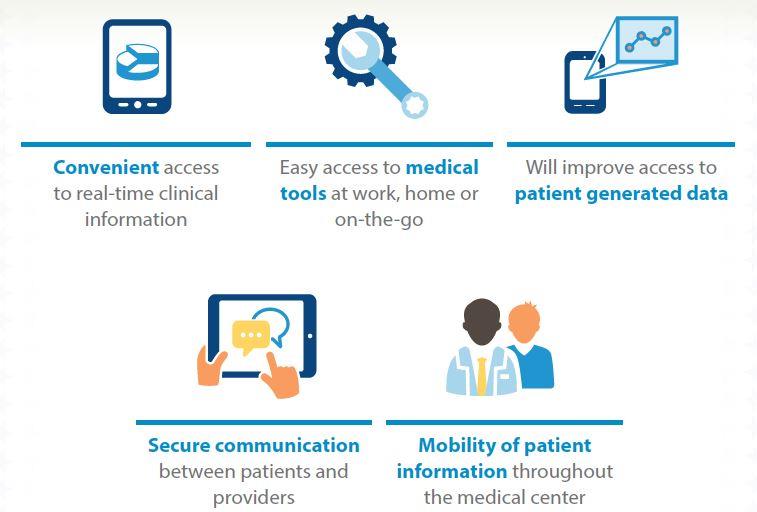 Convenient access
to real-time clinical
information
Easy access to medical
tools at work, home or
on-the-go
Will improve access to
patient generated data
Secure communication
between patients and
providers
Mobility of patient
information throughout
the medical center